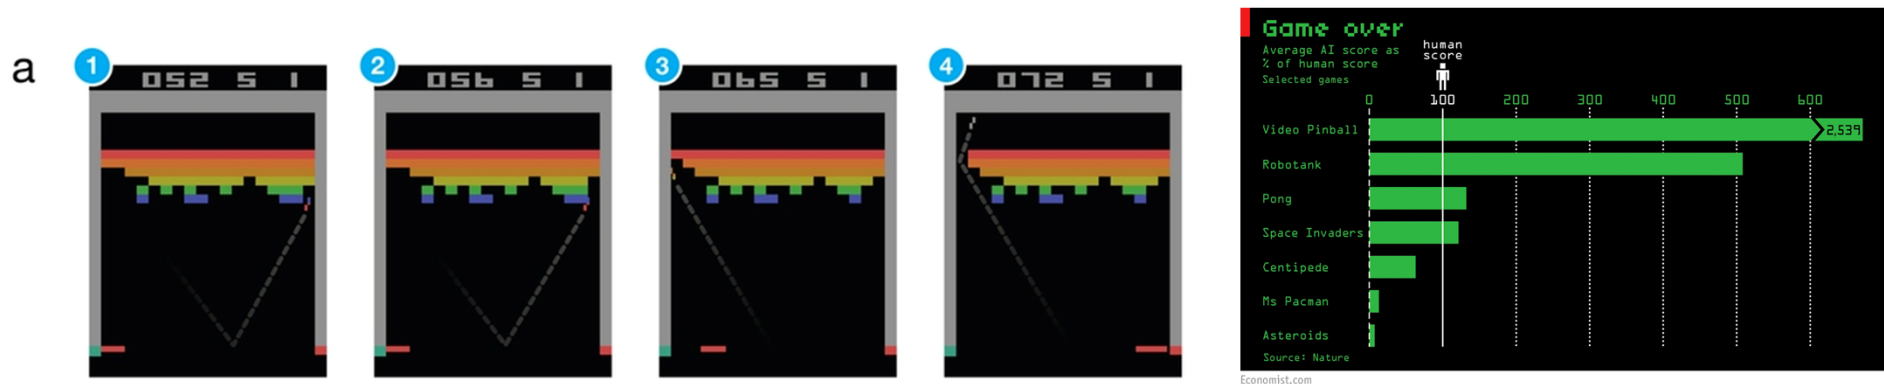 a
1
052 5 1
2
056 5 1
3
065 5 1
4
072 5 1
Game over
Average AI score as
% of human score
Selected games
human
score
0 100 200 300 400 500 600
Video Pinball 2,539
Robotank
Pong
Space Invaders
Centipede
Ms Pacman
Asteroids
Source: Nature
Economist.com